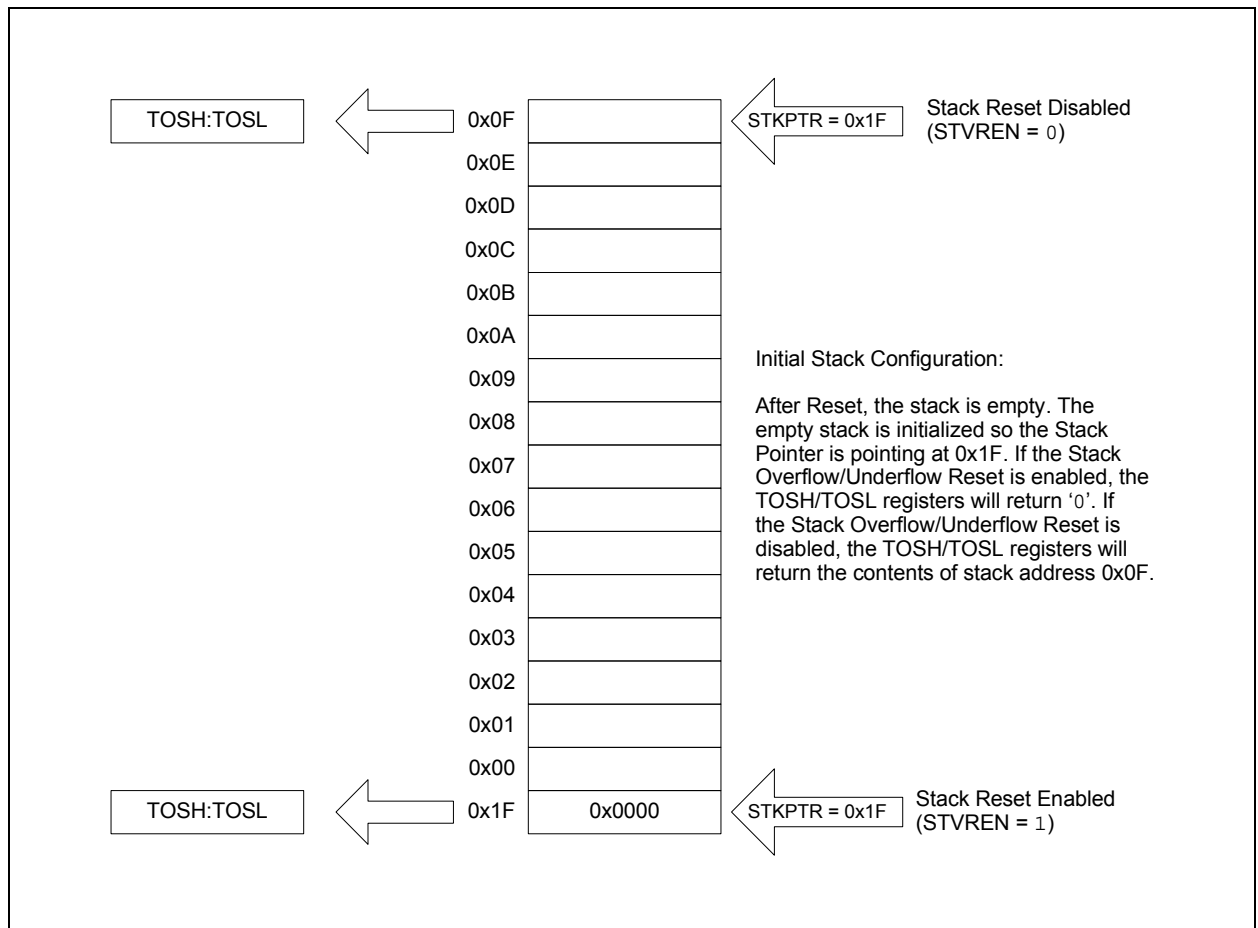 TOSH:TOSL
0x0F
STKPTR = 0x1F
Stack Reset Disabled
(STVREN = 0)
0x0E
0x0D
0x0C
0x0B
0x0A
0x09
0x08
0x07
0x06
0x05
0x04
0x03
0x02
0x01
0x00
Initial Stack Configuration:
After Reset, the stack is empty. The
empty stack is initialized so the Stack
Pointer is pointing at 0x1F. If the Stack
Overflow/Underflow Reset is enabled, the
TOSH/TOSL registers will return ‘0’. If
the Stack Overflow/Underflow Reset is
disabled, the TOSH/TOSL registers will
return the contents of stack address 0x0F.
TOSH:TOSL
0x1F
0x0000
STKPTR = 0x1F
Stack Reset Enabled
(STVREN = 1)